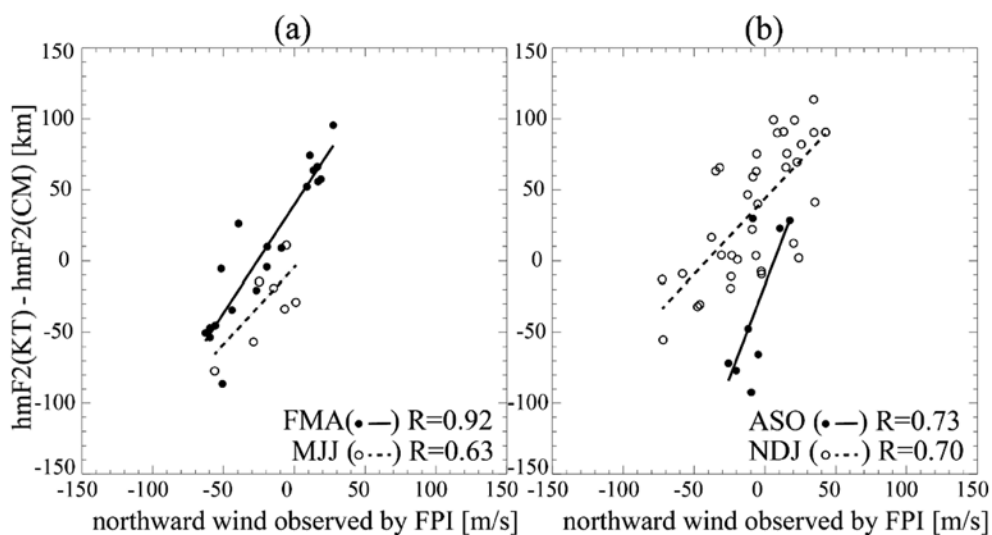 (a) (b)
hmF2(KT) - hmF2(CM) [km]
150 150
100 100
50 50
0 0
-50 -50
-100 -100
-150 -150
FMA(●—) R=0.92
MJJ (○---) R=0.63
ASO (●—) R=0.73
NDJ (○---) R=0.70
-150 -100 -50 0 50 100 150 -100 -50 0 50 100 150
northward wind observed by FPI [m/s] northward wind observed by FPI [m/s]